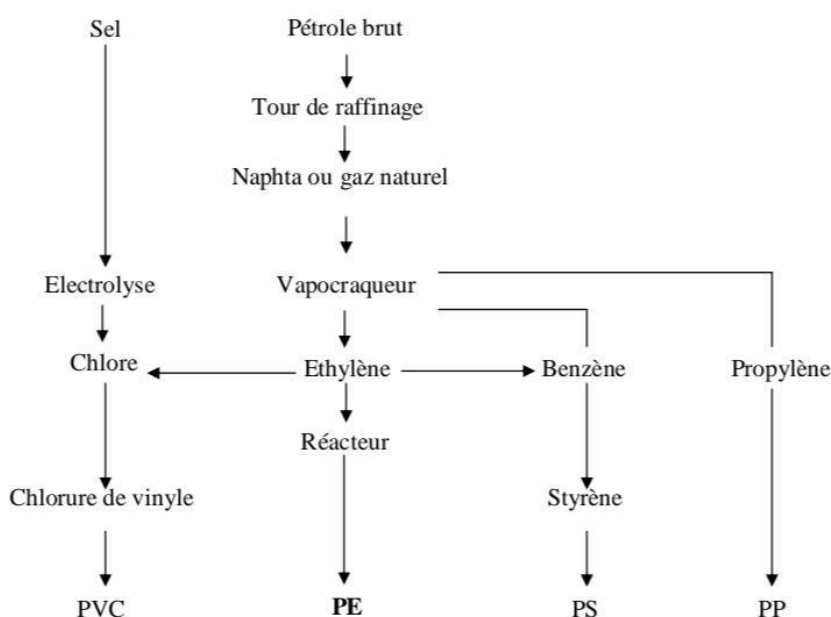 Sel Pétrole brut
Tour de raffinage
Naphta ou gaz naturel
Electrolyse Vapocraqueur
Chlore Ethylène Benzène Propylène
Réacteur
Chlorure de vinyle Styrène
PVC PE PS PP